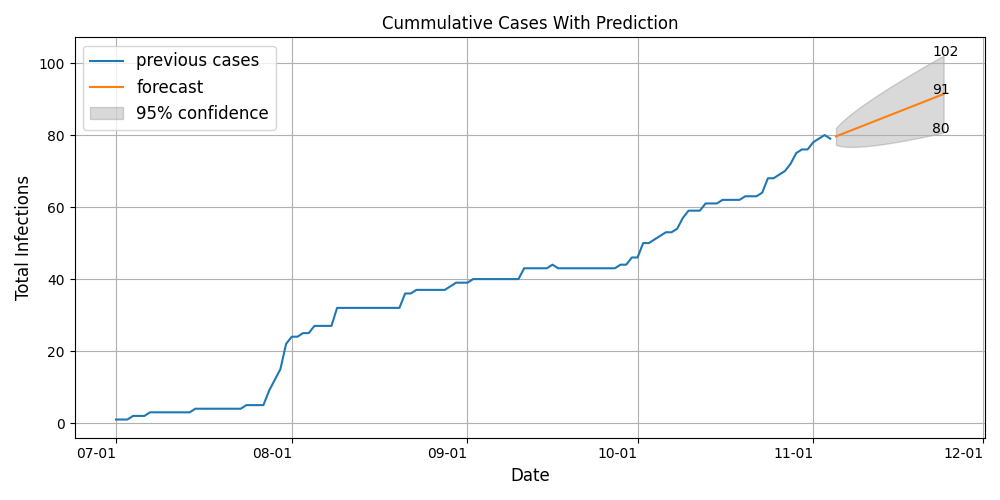 Cummulative Cases With Prediction
previous cases
forecast
95% confidence
102
91
80
100
80
60
40
20
0
Total Infections
07-01
08-01
09-01
10-01
11-01
12-01
Date